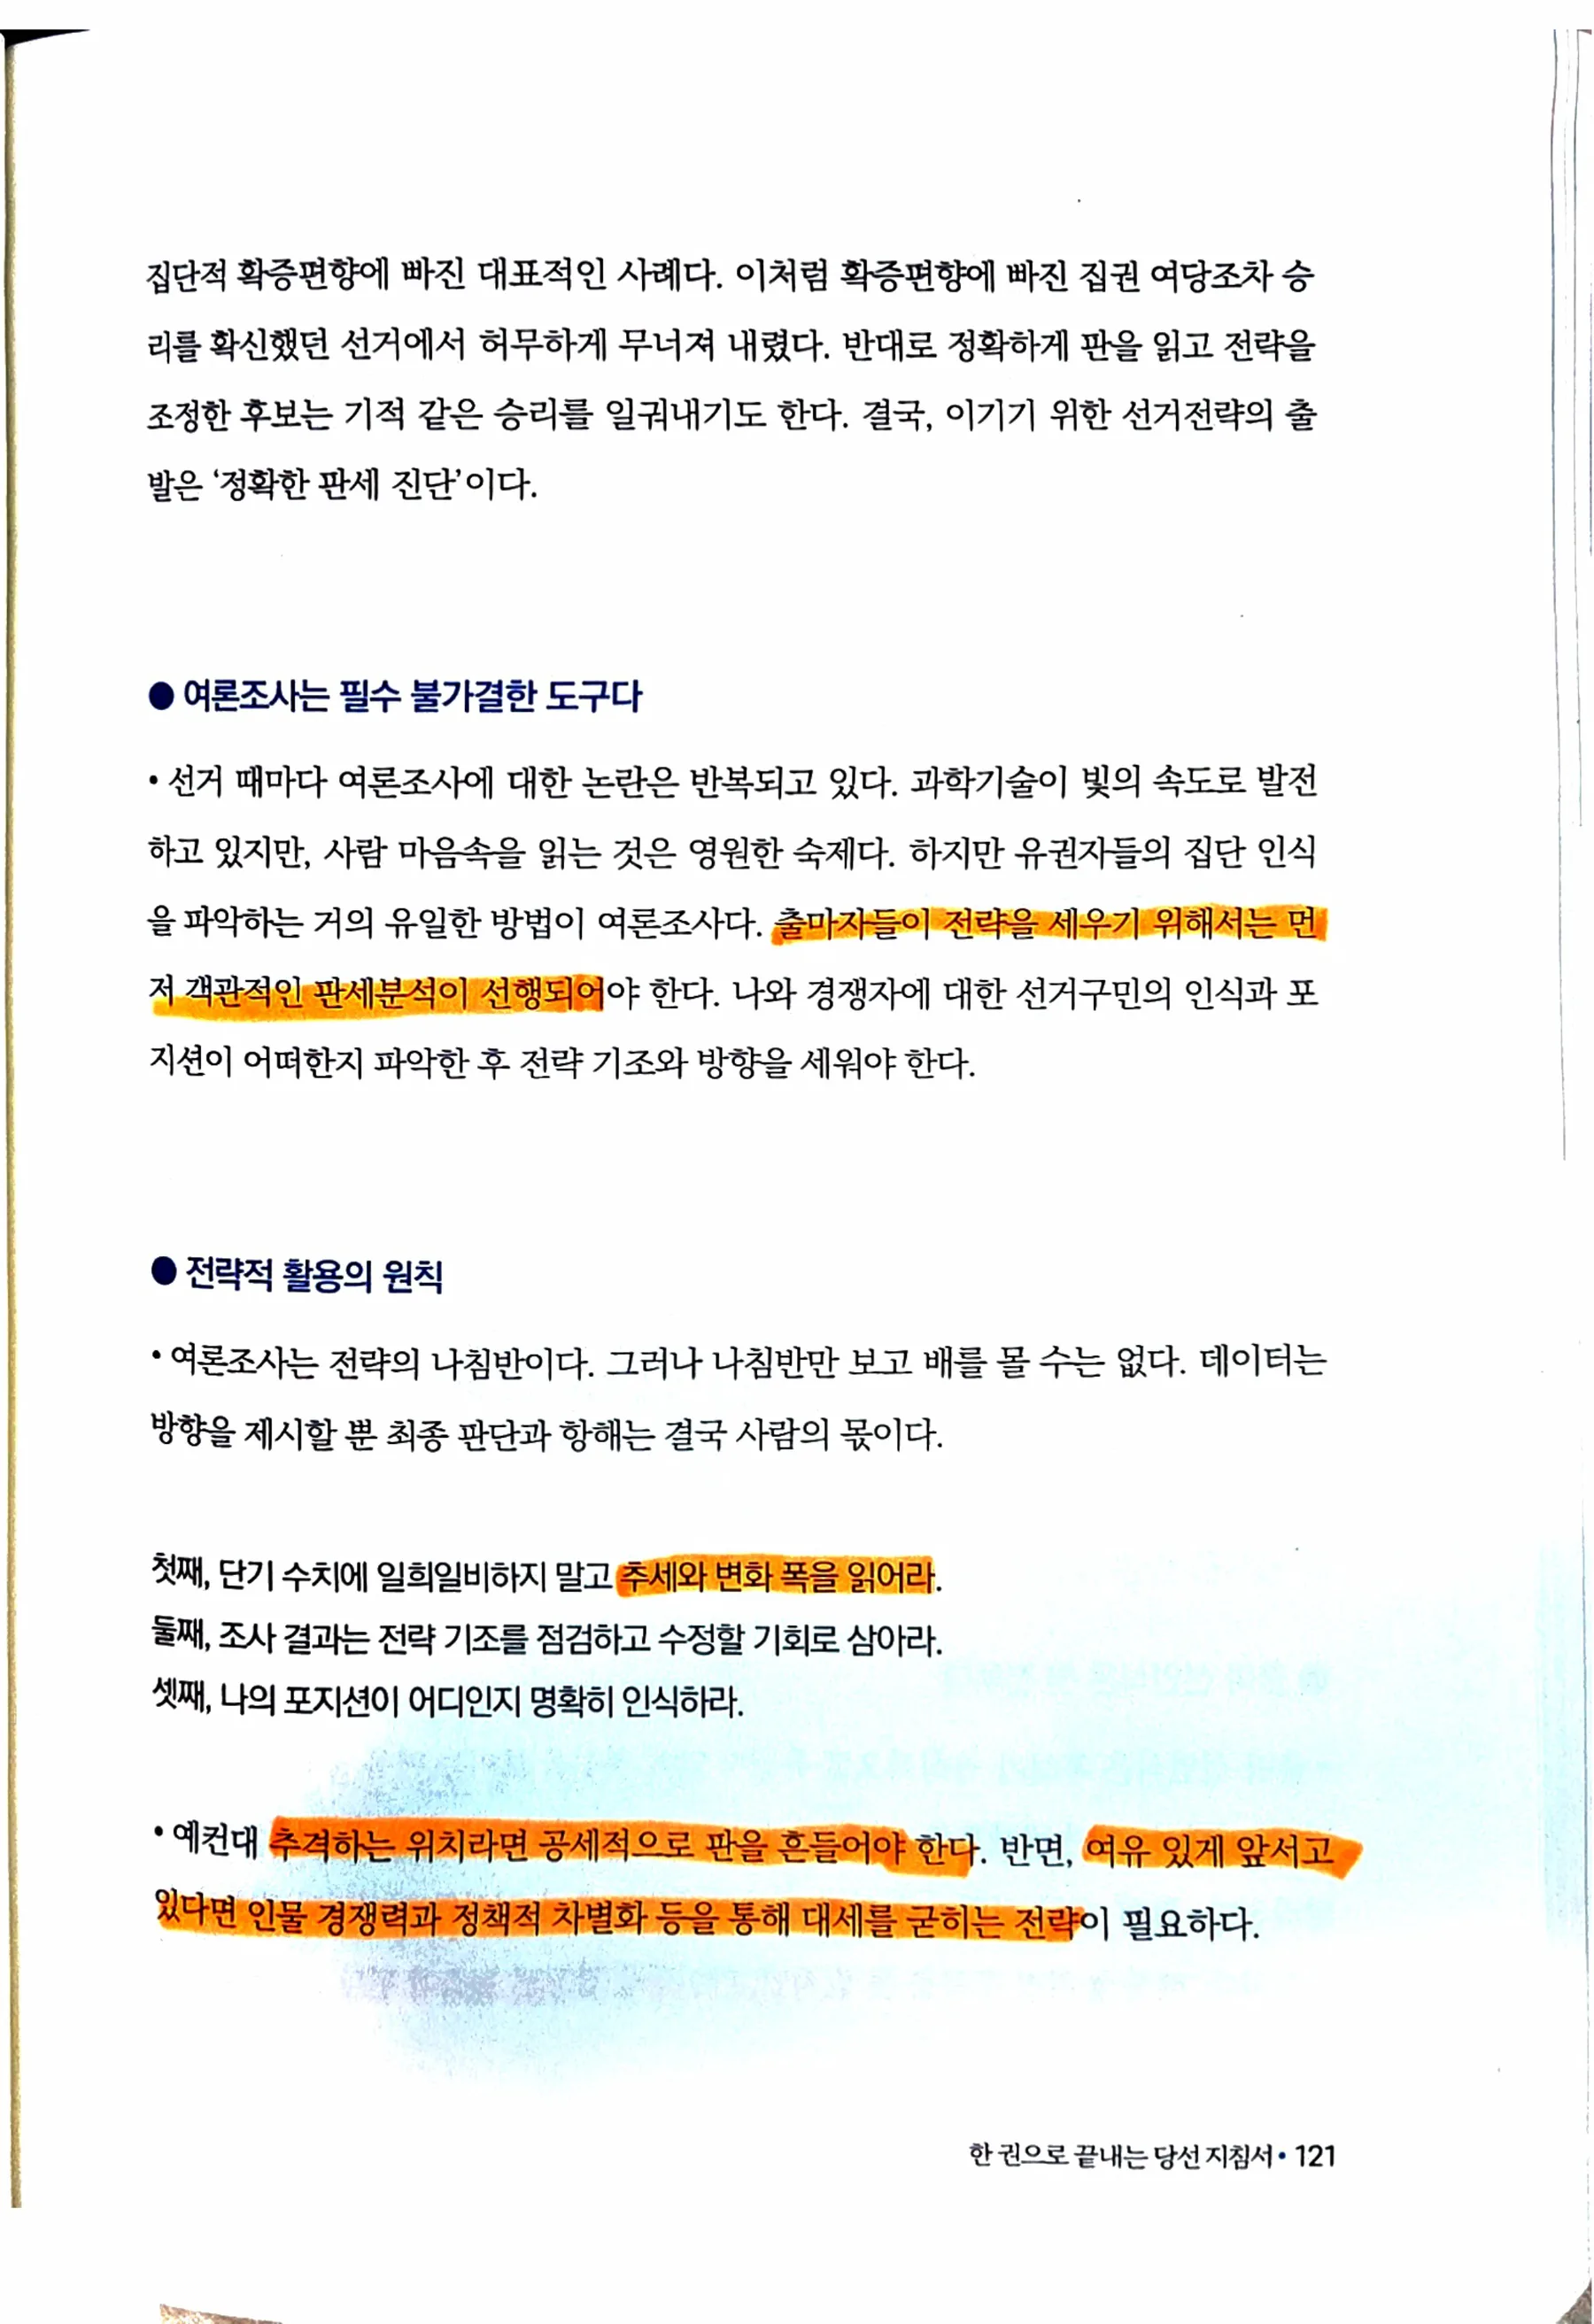 집단적 확증편향에 빠진 대표적인 사례다. 이처럼 확증편향에 빠진 집권 여당조차 승
리를 확신했던 선거에서 허무하게 무너져 내렸다. 반대로 정확하게 판을 읽고 전략을
조정한 후보는 기적 같은 승리를 일궈내기도 한다. 결국, 이기기 위한 선거전략의 출
발은 ‘정확한 판세 진단’이다.
● 여론조사는 필수 불가결한 도구다
• 선거 때마다 여론조사에 대한 논란은 반복되고 있다. 과학기술이 빛의 속도로 발전
하고 있지만, 사람 마음속을 읽는 것은 영원한 숙제다. 하지만 유권자들의 집단 인식
을 파악하는 거의 유일한 방법이 여론조사다. 출마자들이 전략을 세우기 위해서는 먼
저 객관적인 판세분석이 선행되어야 한다. 나와 경쟁자에 대한 선거구민의 인식과 포
지션이 어떠한지 파악한 후 전략 기조와 방향을 세워야 한다.
● 전략적 활용의 원칙
• 여론조사는 전략의 나침반이다. 그러나 나침반만 보고 배를 몰 수는 없다. 데이터는
방향을 제시할 뿐 최종 판단과 항해는 결국 사람의 몫이다.
첫째, 단기 수치에 일희일비하지 말고 추세와 변화 폭을 읽어라.
둘째, 조사 결과는 전략 기조를 점검하고 수정할 기회로 삼아라.
셋째, 나의 포지션이 어디인지 명확히 인식하라.
• 예컨대 추격하는 위치라면 공세적으로 판을 흔들어야 한다. 반면, 여유 있게 앞서고
있다면 인물 경쟁력과 정책적 차별화 등을 통해 대세를 굳히는 전략이 필요하다.
한 권으로 끝내는 당선 지침서 • 121